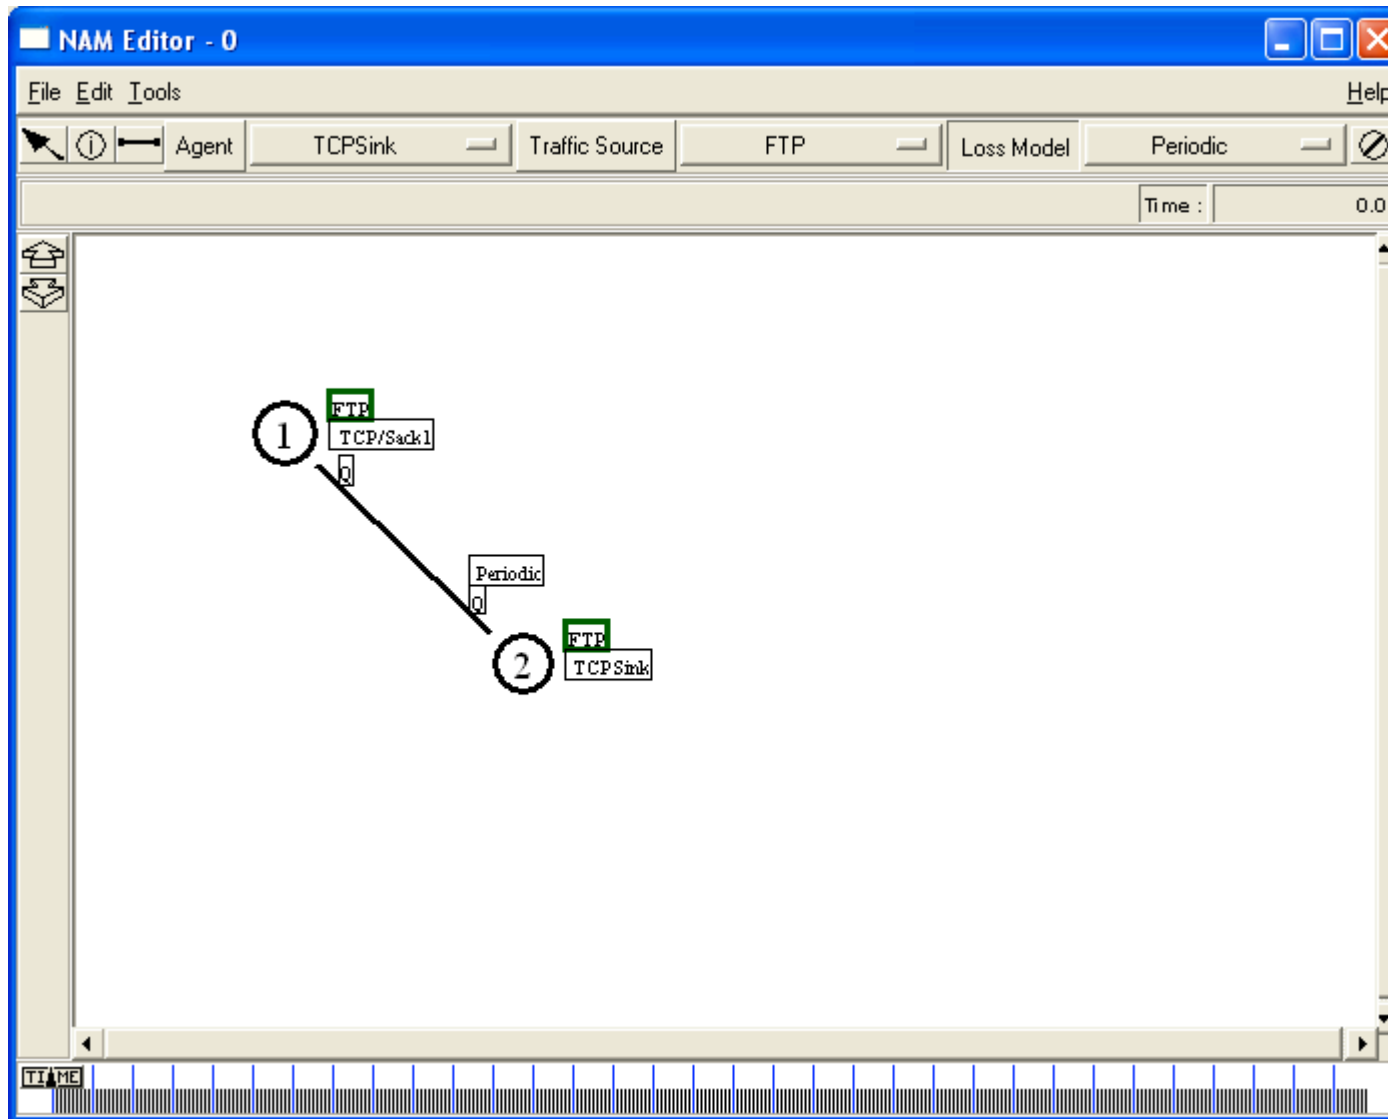 NAM Editor - 0
File Edit Tools Help
Agent TCPSink Traffic Source FTP Loss Model Periodic
Time : 0.0
FTP
1 TCP/Sack1
Q
Periodic
Q
FTP
2 TCPSink
TIME